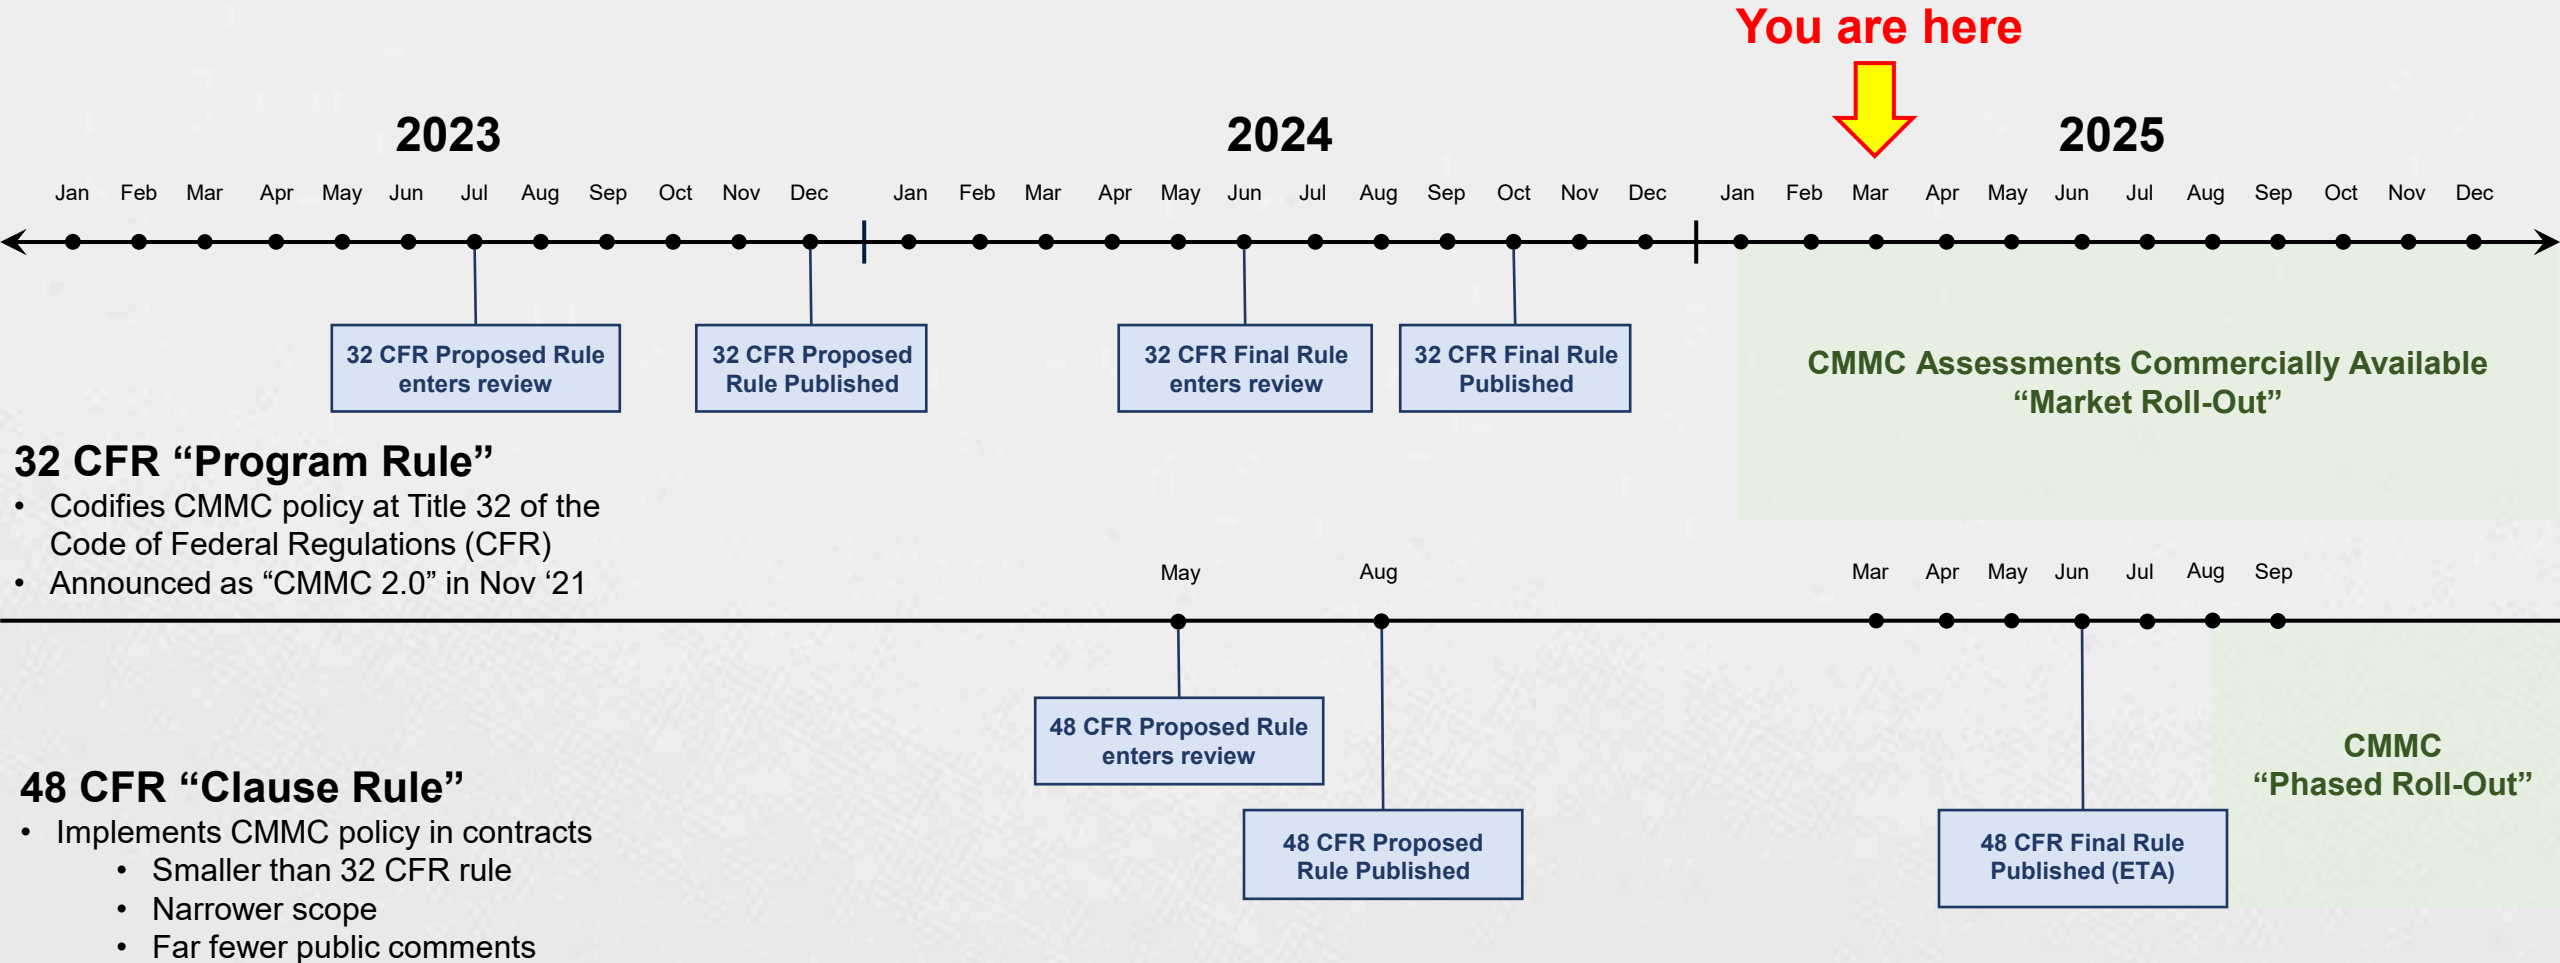 You are here
2023
2024
2025
Jan Feb Mar Apr May Jun Jul Aug Sep Oct Nov Dec Jan Feb Mar Apr May Jun Jul Aug Sep Oct Nov Dec Jan Feb Mar Apr May Jun Jul Aug Sep Oct Nov Dec
32 CFR Proposed Rule
enters review
32 CFR Proposed
Rule Published
32 CFR Final Rule
enters review
32 CFR Final Rule
Published
CMMC Assessments Commercially Available
“Market Roll-Out”
32 CFR “Program Rule”
• Codifies CMMC policy at Title 32 of the
Code of Federal Regulations (CFR)
• Announced as “CMMC 2.0” in Nov ‘21
May Aug Mar Apr May Jun Jul Aug Sep
48 CFR Proposed Rule
enters review
48 CFR Proposed
Rule Published
48 CFR Final Rule
Published (ETA)
CMMC
“Phased Roll-Out”
48 CFR “Clause Rule”
• Implements CMMC policy in contracts
• Smaller than 32 CFR rule
• Narrower scope
• Far fewer public comments